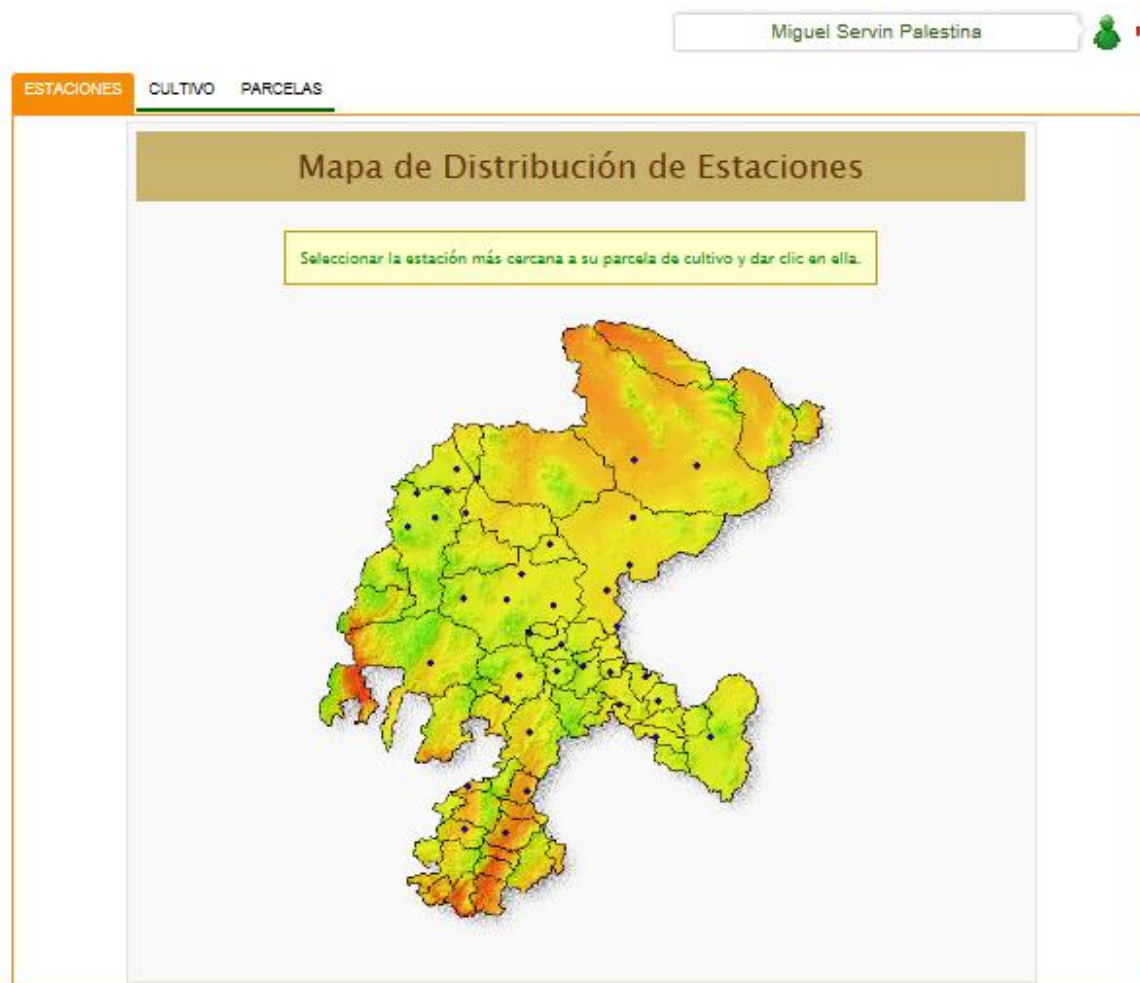 Miguel Servin Palestina
ESTACIONES CULTIVO PARCELAS
Mapa de Distribución de Estaciones
Seleccionar la estación más cercana a su parcela de cultivo y dar clic en ella.